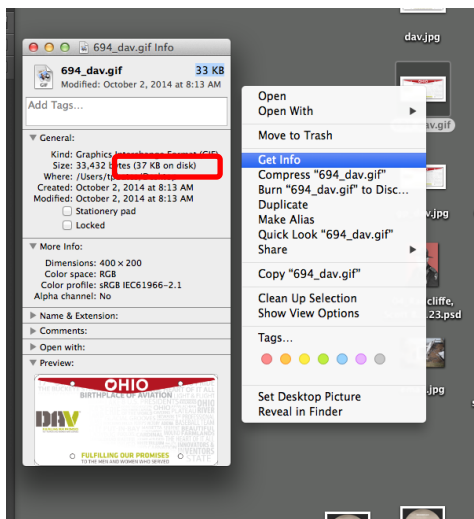 694_dav.gif Info
694_dav.gif 33 KB
Modified: October 2, 2014 at 8:13 AM
Add Tags...
General:
Kind: Graphics Interchange Format (GIF)
Size: 33,432 bytes (37 KB on disk)
Where: /Users/
Created: October 2, 2014 at 8:13 AM
Modified: October 2, 2014 at 8:13 AM
Stationery pad
Locked
More Info:
Dimensions: 400 × 200
Color space: RGB
Color profile: sRGB IEC61966-2.1
Alpha channel: No
Name & Extension:
Comments:
Open with:
Preview:
OHIO
BIRTHPLACE OF AVIATION
DAV
FULFILLING OUR PROMISES
TO THE MEN AND WOMEN WHO SERVED
Open
Open With
Move to Trash
Get Info
Compress “694_dav.gif”
Burn “694_dav.gif” to Disc...
Duplicate
Make Alias
Quick Look “694_dav.gif”
Share
Copy “694_dav.gif”
Clean Up Selection
Show View Options
Tags...
Set Desktop Picture
Reveal in Finder
dav.jpg
av.gif
v.jpg
cliffe,
23.psd
.jpg